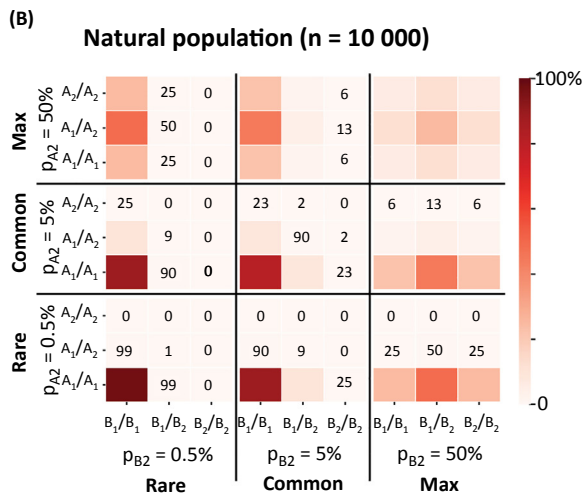 (B)
Natural population (n = 10 000)
Max
pA2 = 50%
A2/A2 25 0 6
A1/A2 50 0 13
A1/A1 25 0 6
Common
pA2 = 5%
A2/A2 25 0 0 23 2 0 6 13 6
A1/A2 9 0 90 2
A1/A1 90 0 23
Rare
pA2 = 0.5%
A2/A2 0 0 0 0 0 0 0 0 0
A1/A2 99 1 0 90 9 0 25 50 25
A1/A1 99 0 25
B1/B1 B1/B2 B2/B2 B1/B1 B1/B2 B2/B2 B1/B1 B1/B2 B2/B2
pB2 = 0.5% pB2 = 5% pB2 = 50%
Rare Common Max
100%
0